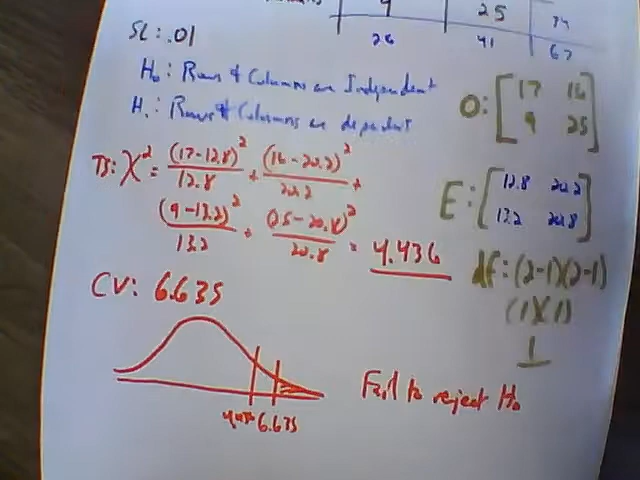 9 25 34
26 41 67
SL: .01
H₀: Rows & Columns are Independent
H₁: Rows & Columns are dependent
TS: χ² = (17-12.8)²/12.8 + (16-20.2)²/20.2 +
(9-13.2)²/13.2 + (25-20.8)²/20.8 = 4.436
CV: 6.635
4.436 6.635
Fail to reject H₀
O: [17 16
9 25]
E: [12.8 20.2
13.2 20.8]
df: (2-1)(2-1)
(1)(1)
1